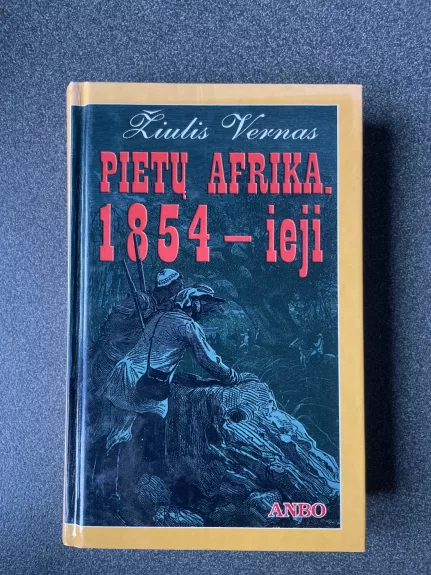 Žiulis Vernas
PIETŲ AFRIKA.
1854 – ieji
ANBO